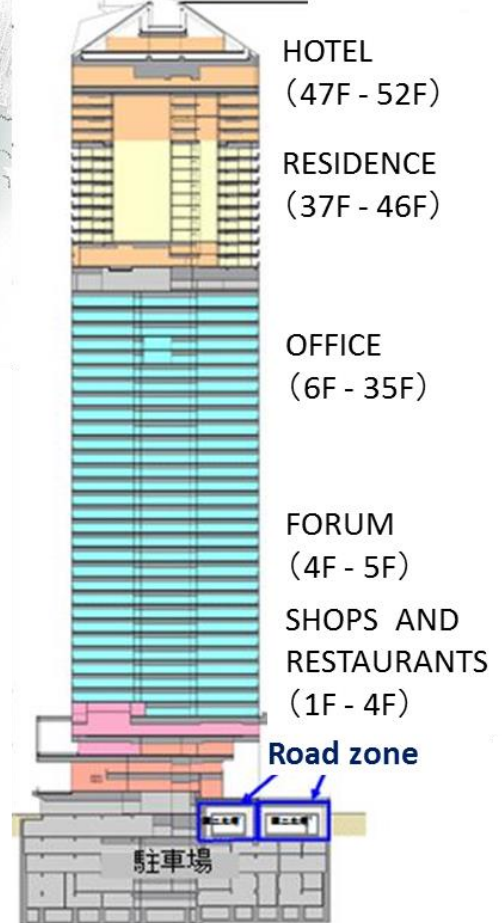 HOTEL
（47F - 52F）
RESIDENCE
（37F - 46F）
OFFICE
（6F - 35F）
FORUM
（4F - 5F）
SHOPS AND
RESTAURANTS
（1F - 4F）
Road zone
駐車場